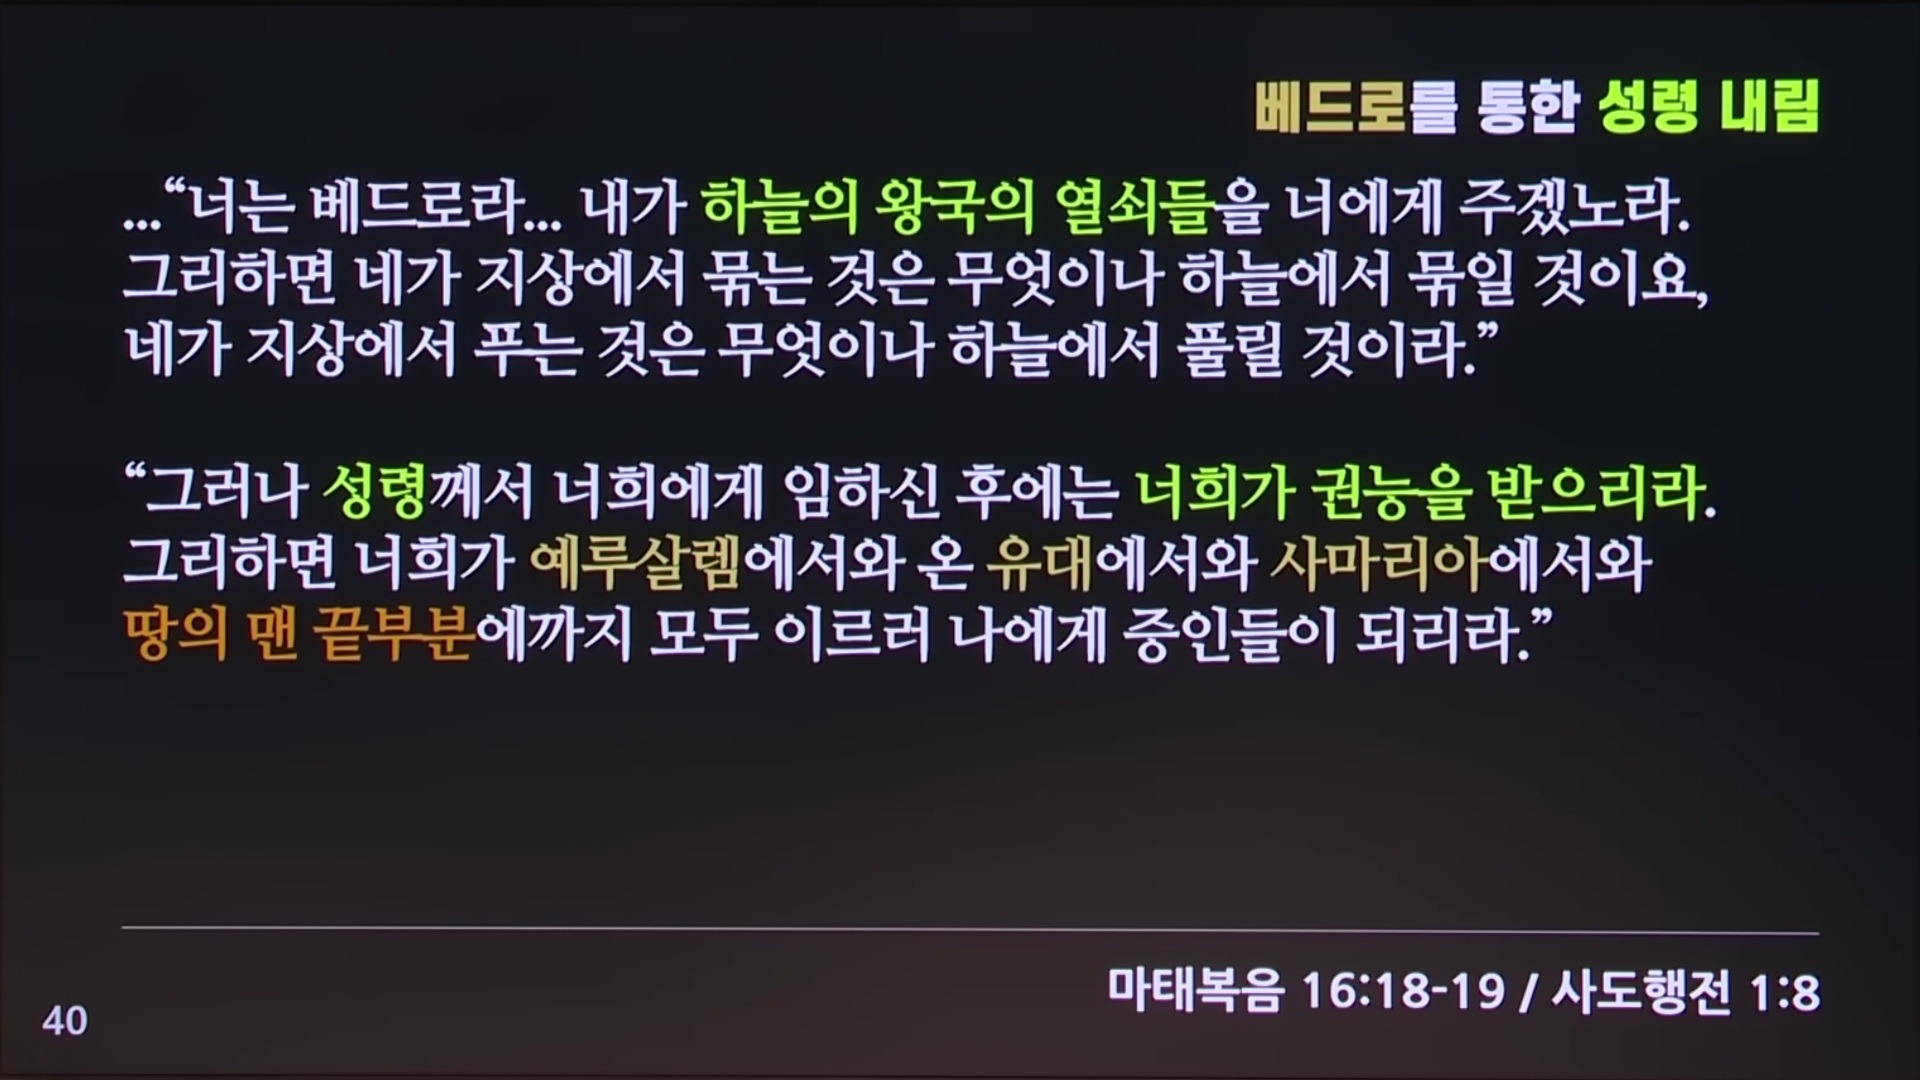 베드로를 통한 성령 내림
..."너는 베드로라... 내가 하늘의 왕국의 열쇠들을 너에게 주겠노라.
그리하면 네가 지상에서 묶는 것은 무엇이나 하늘에서 묶일 것이요,
네가 지상에서 푸는 것은 무엇이나 하늘에서 풀릴 것이라."
"그러나 성령께서 너희에게 임하신 후에는 너희가 권능을 받으리라.
그리하면 너희가 예루살렘에서와 온 유대에서와 사마리아에서와
땅의 맨 끝부분에까지 모두 이르러 나에게 증인들이 되리라."
마태복음 16:18-19 / 사도행전 1:8
40